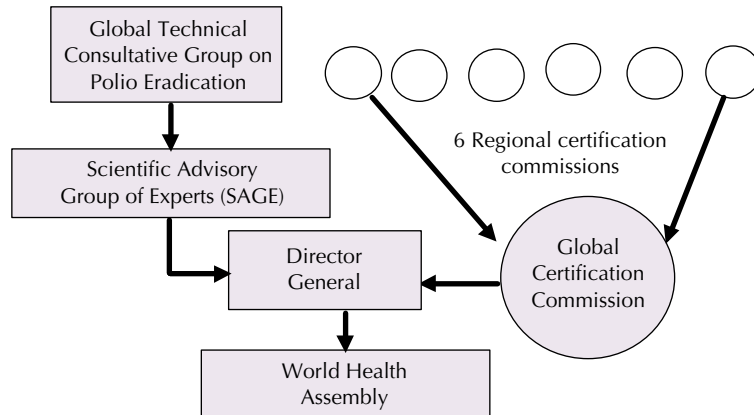 Global Technical
Consultative Group on
Polio Eradication
6 Regional certification
commissions
Scientific Advisory
Group of Experts (SAGE)
Director
General
Global
Certification
Commission
World Health
Assembly